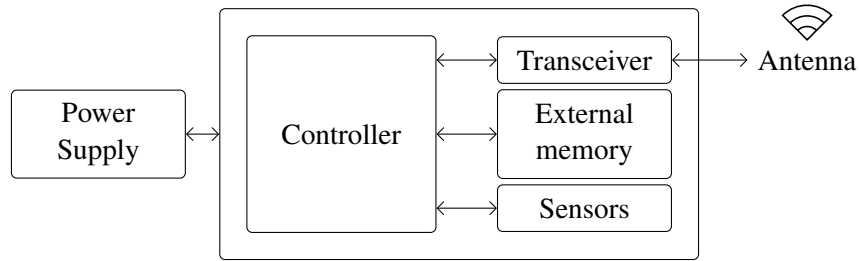 Power
Supply
Controller
Transceiver
External
memory
Sensors
Antenna